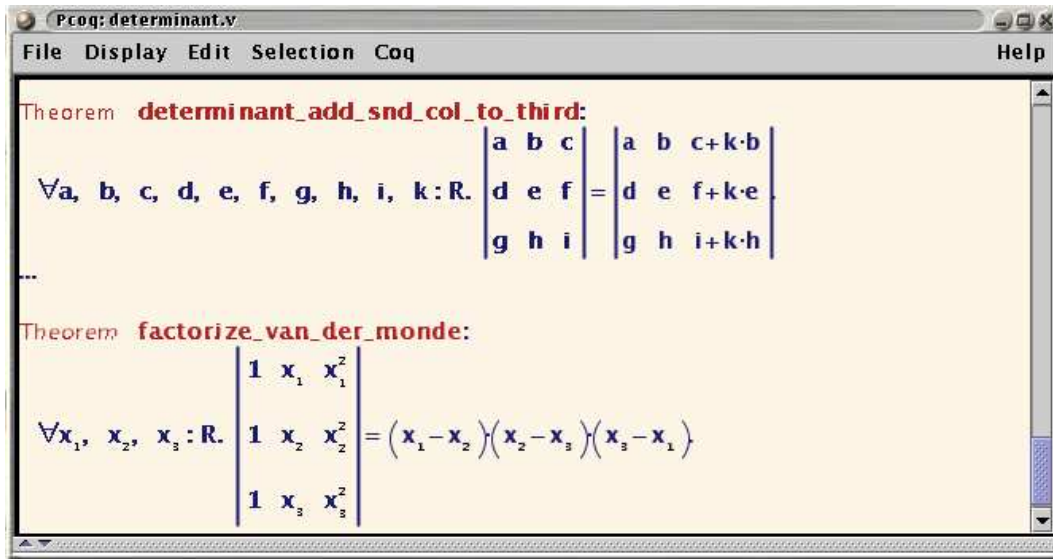 Pcoq: determinant.v
File Display Edit Selection Coq Help
Theorem determinant_add_snd_col_to_third:
a b c a b c+k·b
∀a, b, c, d, e, f, g, h, i, k:R. d e f = d e f+k·e .
g h i g h i+k·h
...
Theorem factorize_van_der_monde:
1 x₁ x₁²
∀x₁, x₂, x₃:R. 1 x₂ x₂² = (x₁−x₂)·(x₂−x₃)·(x₃−x₁).
1 x₃ x₃²